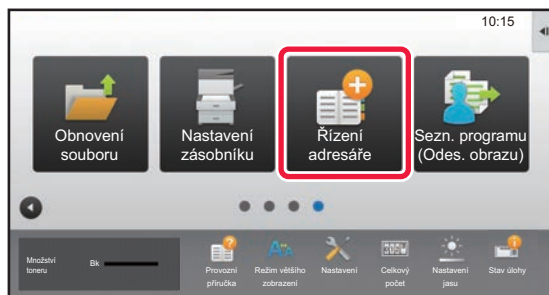 10:15
Obnovení
souboru
Nastavení
zásobníku
Řízení
adresáře
Sezn. programu
(Odes. obrazu)
Množství
toneru
Bk
Provozní
příručka
Režim většího
zobrazení
Nastavení
Celkový
počet
Nastavení
jasu
Stav úlohy